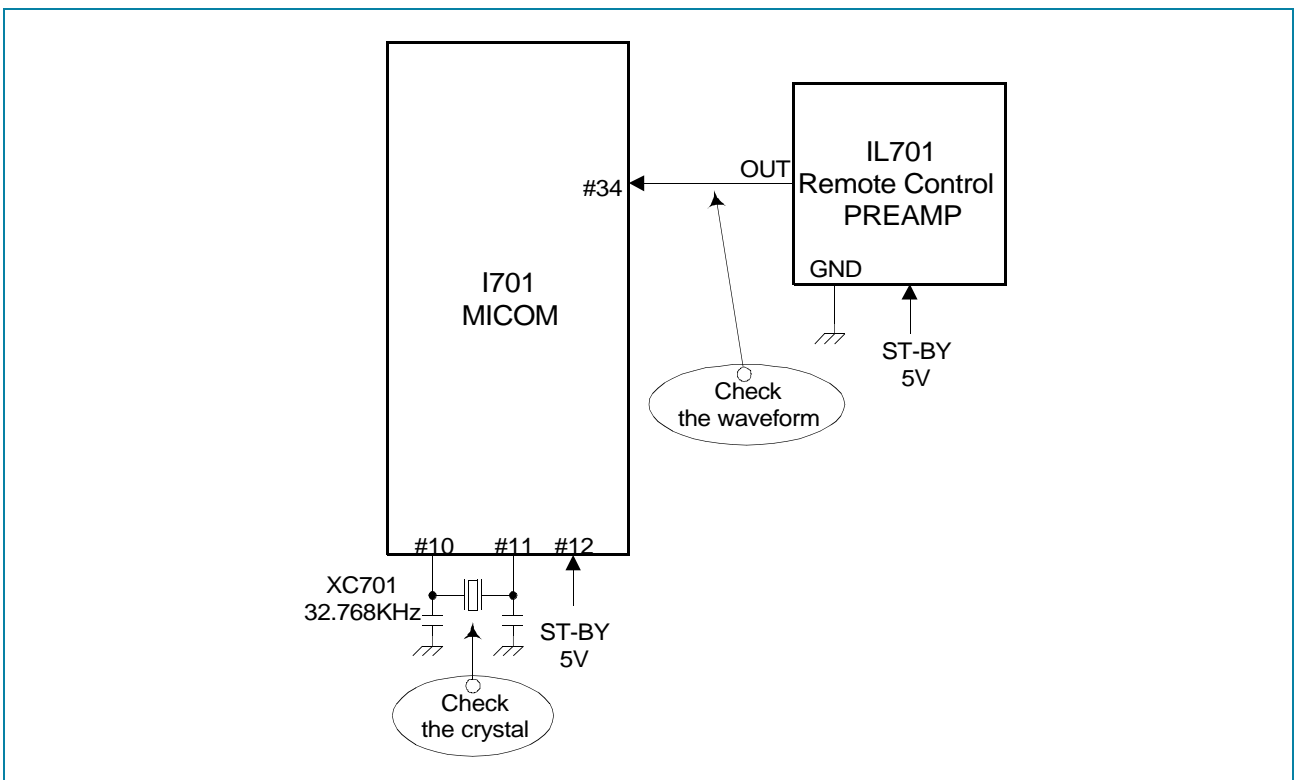 IL701
Remote Control
PREAMP
OUT
GND
ST-BY
5V
#34
I701
MICOM
Check
the waveform
#10
#11
#12
XC701
32.768KHz
ST-BY
5V
Check
the crystal